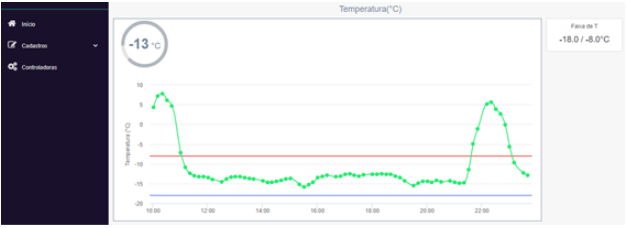 Temperatura(°C)
Início
Cadastros
Controladoras
-13 °C
Faixa de T
-18.0 / -8.0°C
Temperatura (°C)
10
5
0
-5
-10
-15
-20
10:00
12:00
14:00
16:00
18:00
20:00
22:00